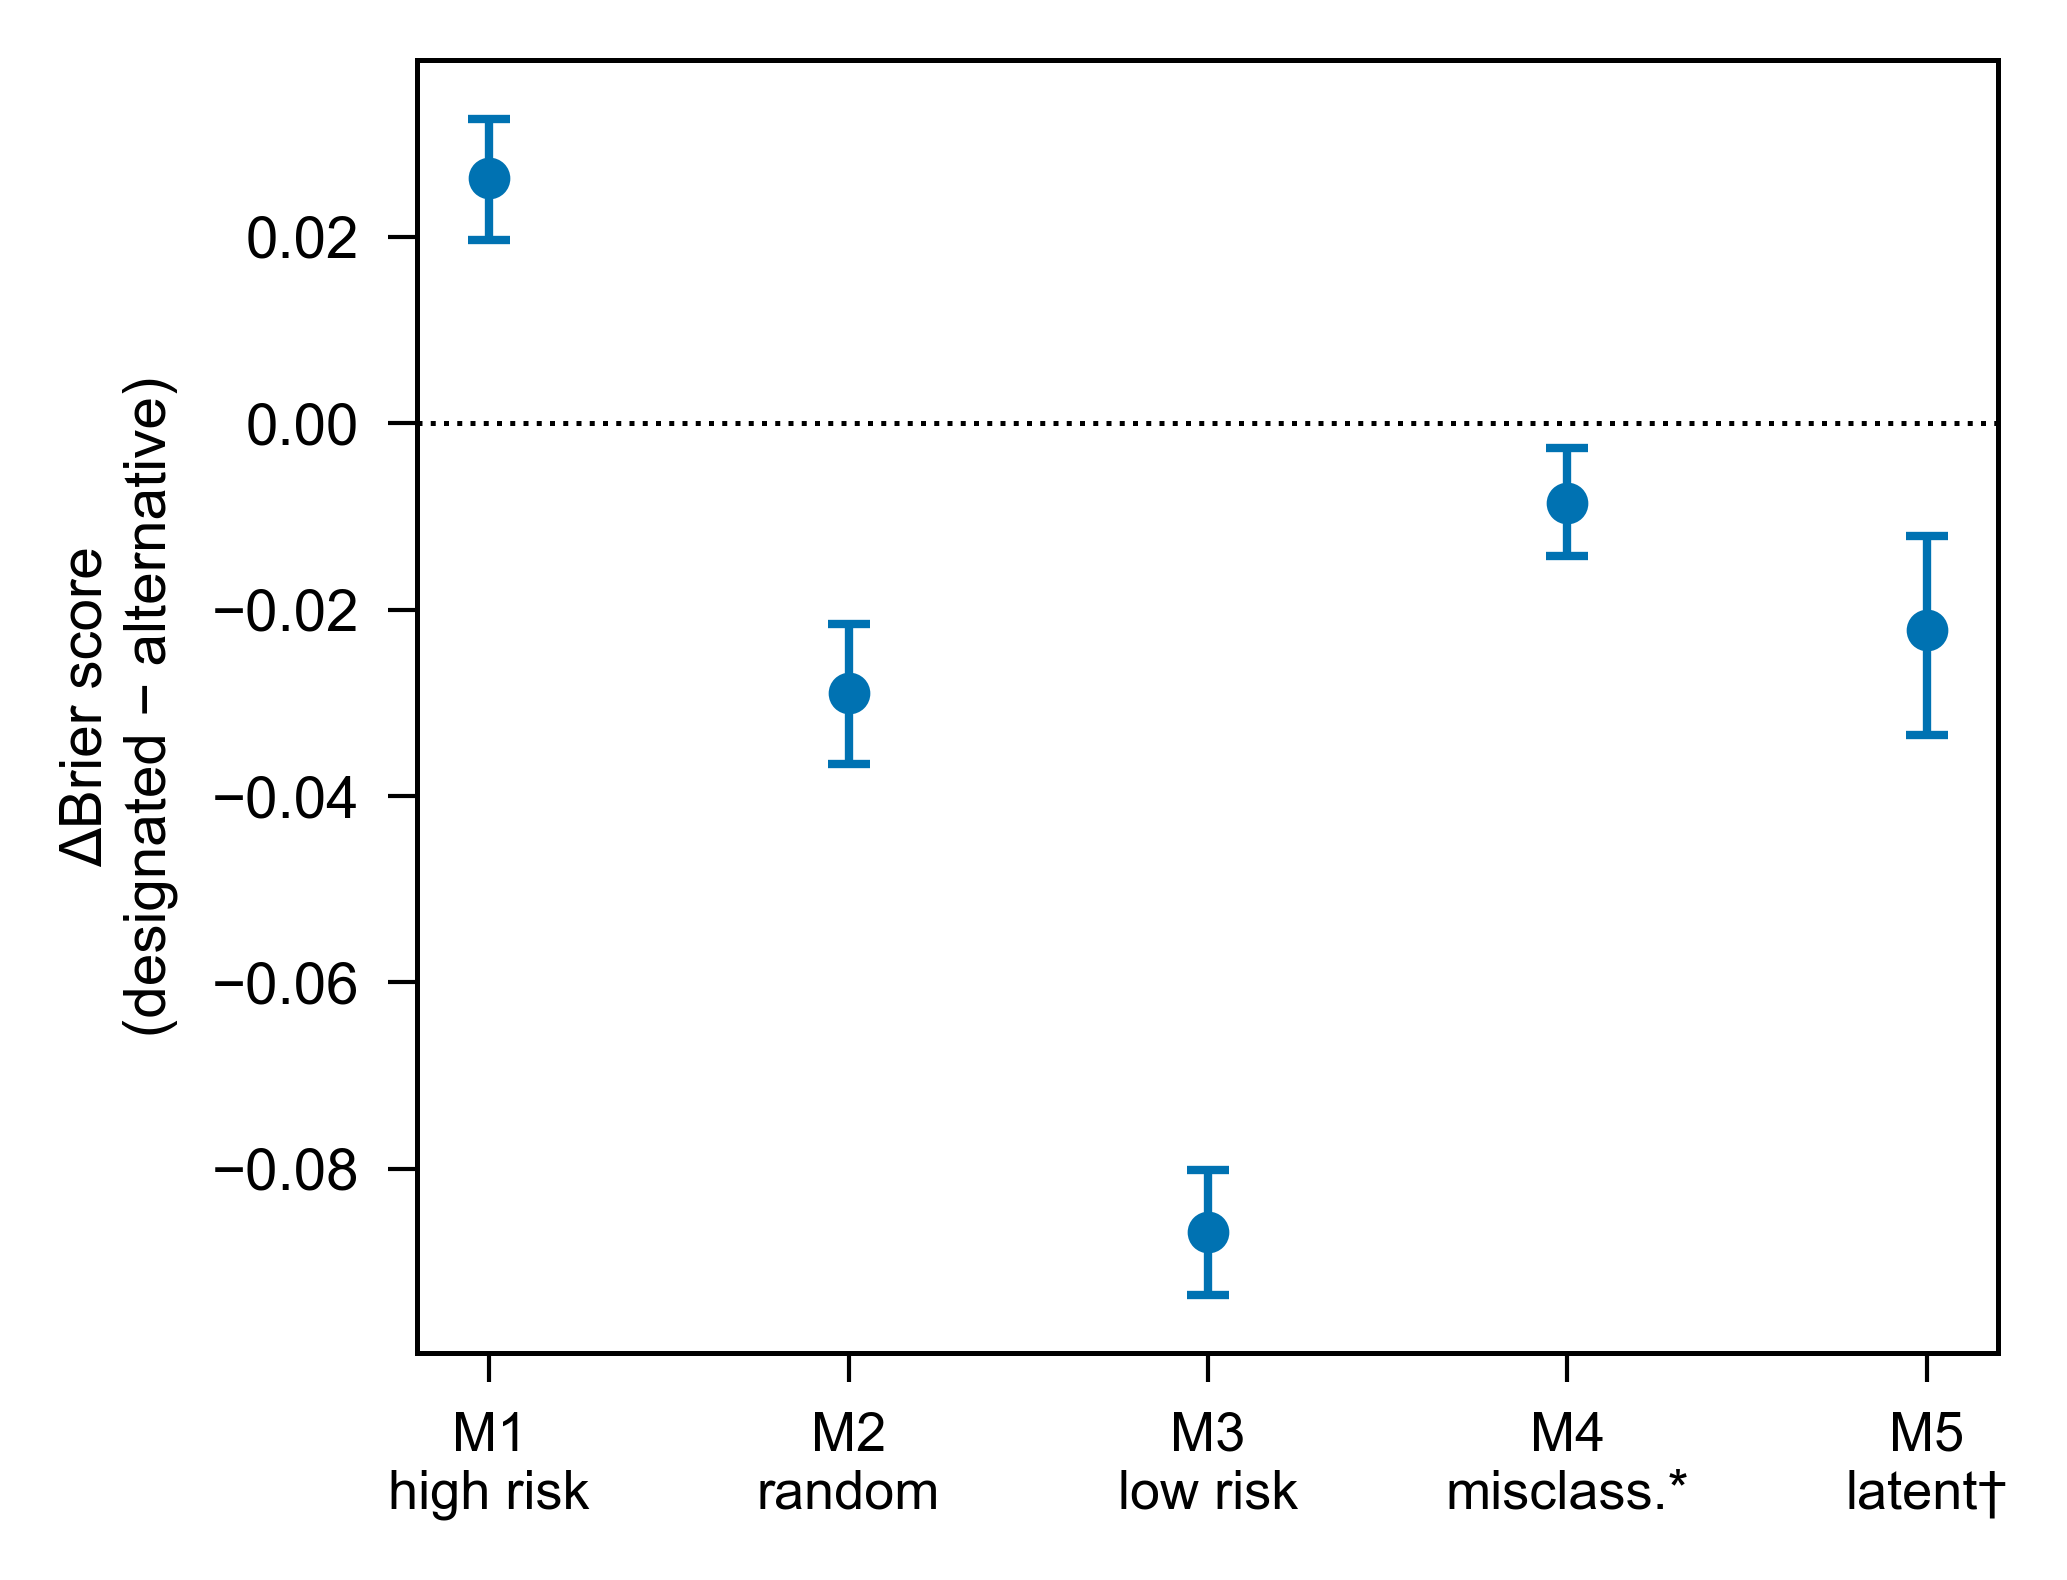 ΔBrier score
(designated − alternative)
0.02
0.00
−0.02
−0.04
−0.06
−0.08
M1
high risk
M2
random
M3
low risk
M4
misclass.*
M5
latent†